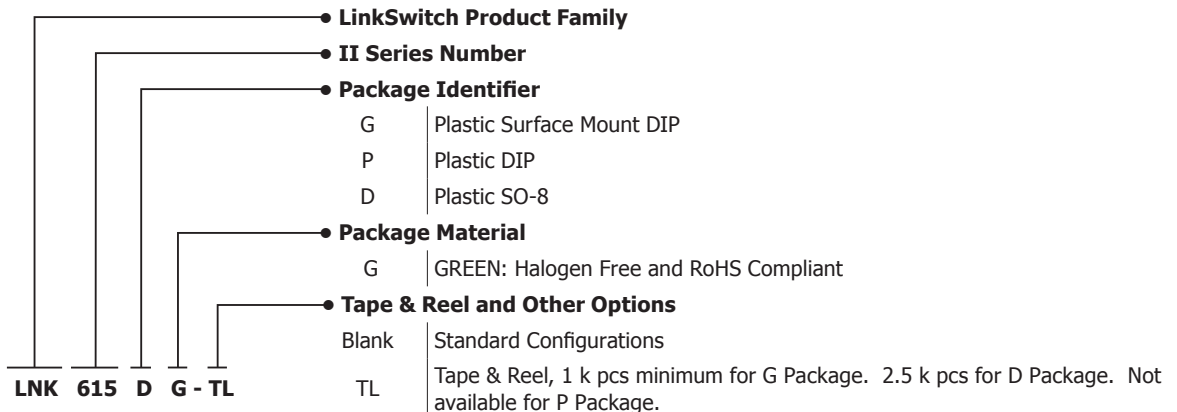 LinkSwitch Product Family
II Series Number
Package Identifier
G Plastic Surface Mount DIP
P Plastic DIP
D Plastic SO-8
Package Material
G GREEN: Halogen Free and RoHS Compliant
Tape & Reel and Other Options
Blank Standard Configurations
TL Tape & Reel, 1 k pcs minimum for G Package. 2.5 k pcs for D Package. Not
available for P Package.
LNK 615 D G - TL